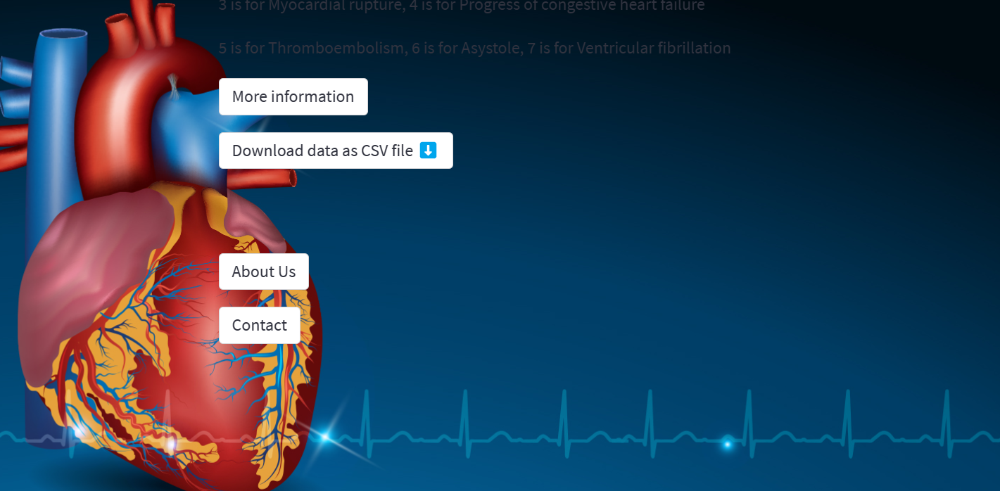 3 is for Myocardial rupture, 4 is for Progress of congestive heart failure
5 is for Thromboembolism, 6 is for Asystole, 7 is for Ventricular fibrillation
More information
Download data as CSV file ⬇️
About Us
Contact